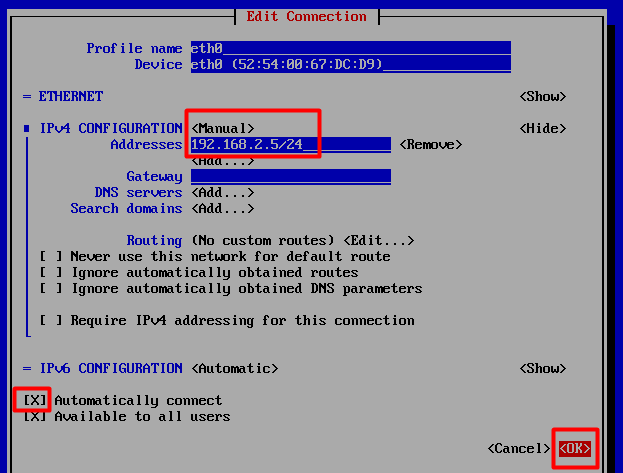 Edit Connection
Profile name eth0
Device eth0 (52:54:00:67:DC:D9)
= ETHERNET <Show>
IPv4 CONFIGURATION <Manual> <Hide>
Addresses 192.168.2.5/24 <Remove>
<Add...>
Gateway
DNS servers <Add...>
Search domains <Add...>
Routing (No custom routes) <Edit...>
[ ] Never use this network for default route
[ ] Ignore automatically obtained routes
[ ] Ignore automatically obtained DNS parameters
[ ] Require IPv4 addressing for this connection
= IPv6 CONFIGURATION <Automatic> <Show>
[X] Automatically connect
[X] Available to all users
<Cancel> <OK>